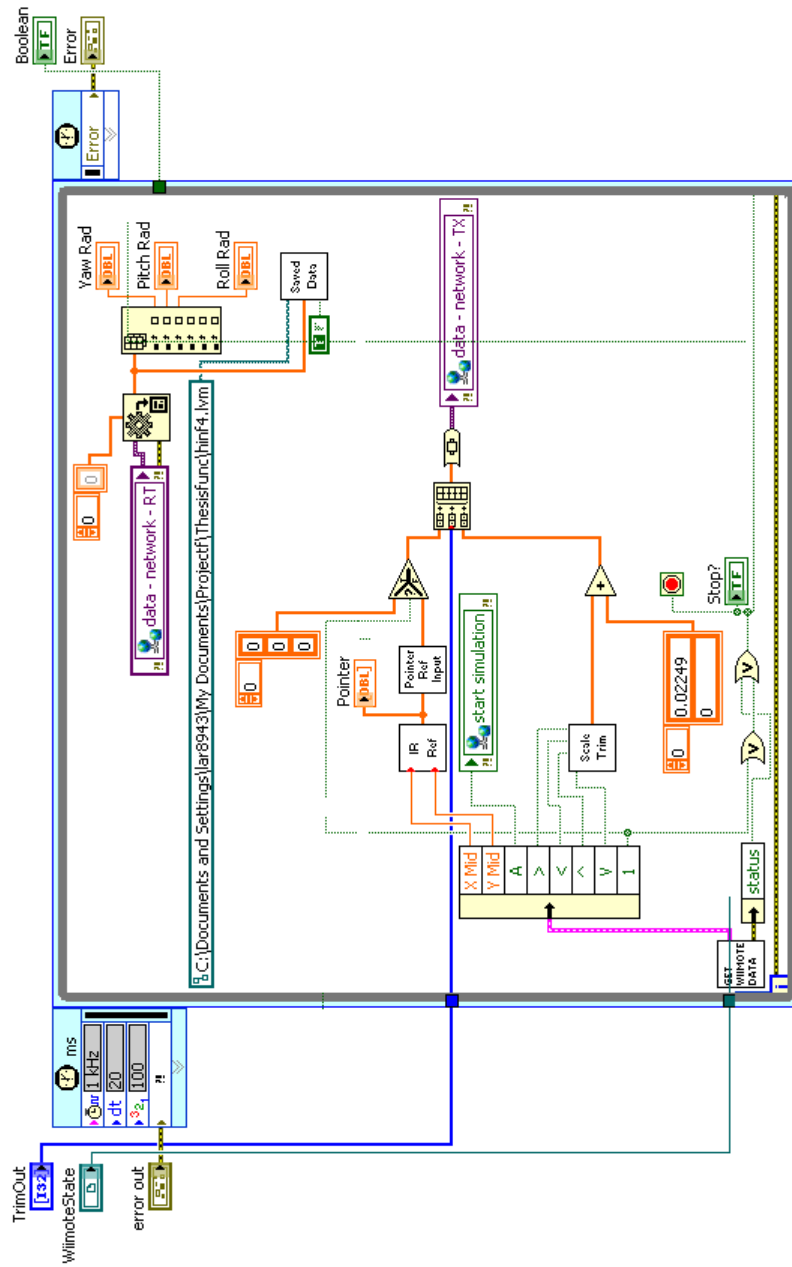 TrimOut
[I32]
WiimoteState
error out
ms
1 kHz
dt
20
321
100
?!
Error
Boolean
TF
Error
0
0
data - network - RT
?!
Yaw Rad
DBL
Pitch Rad
DBL
Roll Rad
DBL
Saved
Data
C:\Documents and Settings\lar8943\My Documents\Projectf\Thesisfunc\hinf4.lvm
0
0
0
0
Pointer
DBL]
IR
Ref
Pointer
Ref
Input
?
start simulation
?!
data - network - TX
?!
X Mid
Y Mid
A
>
<
^
V
1
Scale
Trim
+
0
0.02249
0
Stop?
TF
V
V
GET
WIIMOTE
DATA
status
i